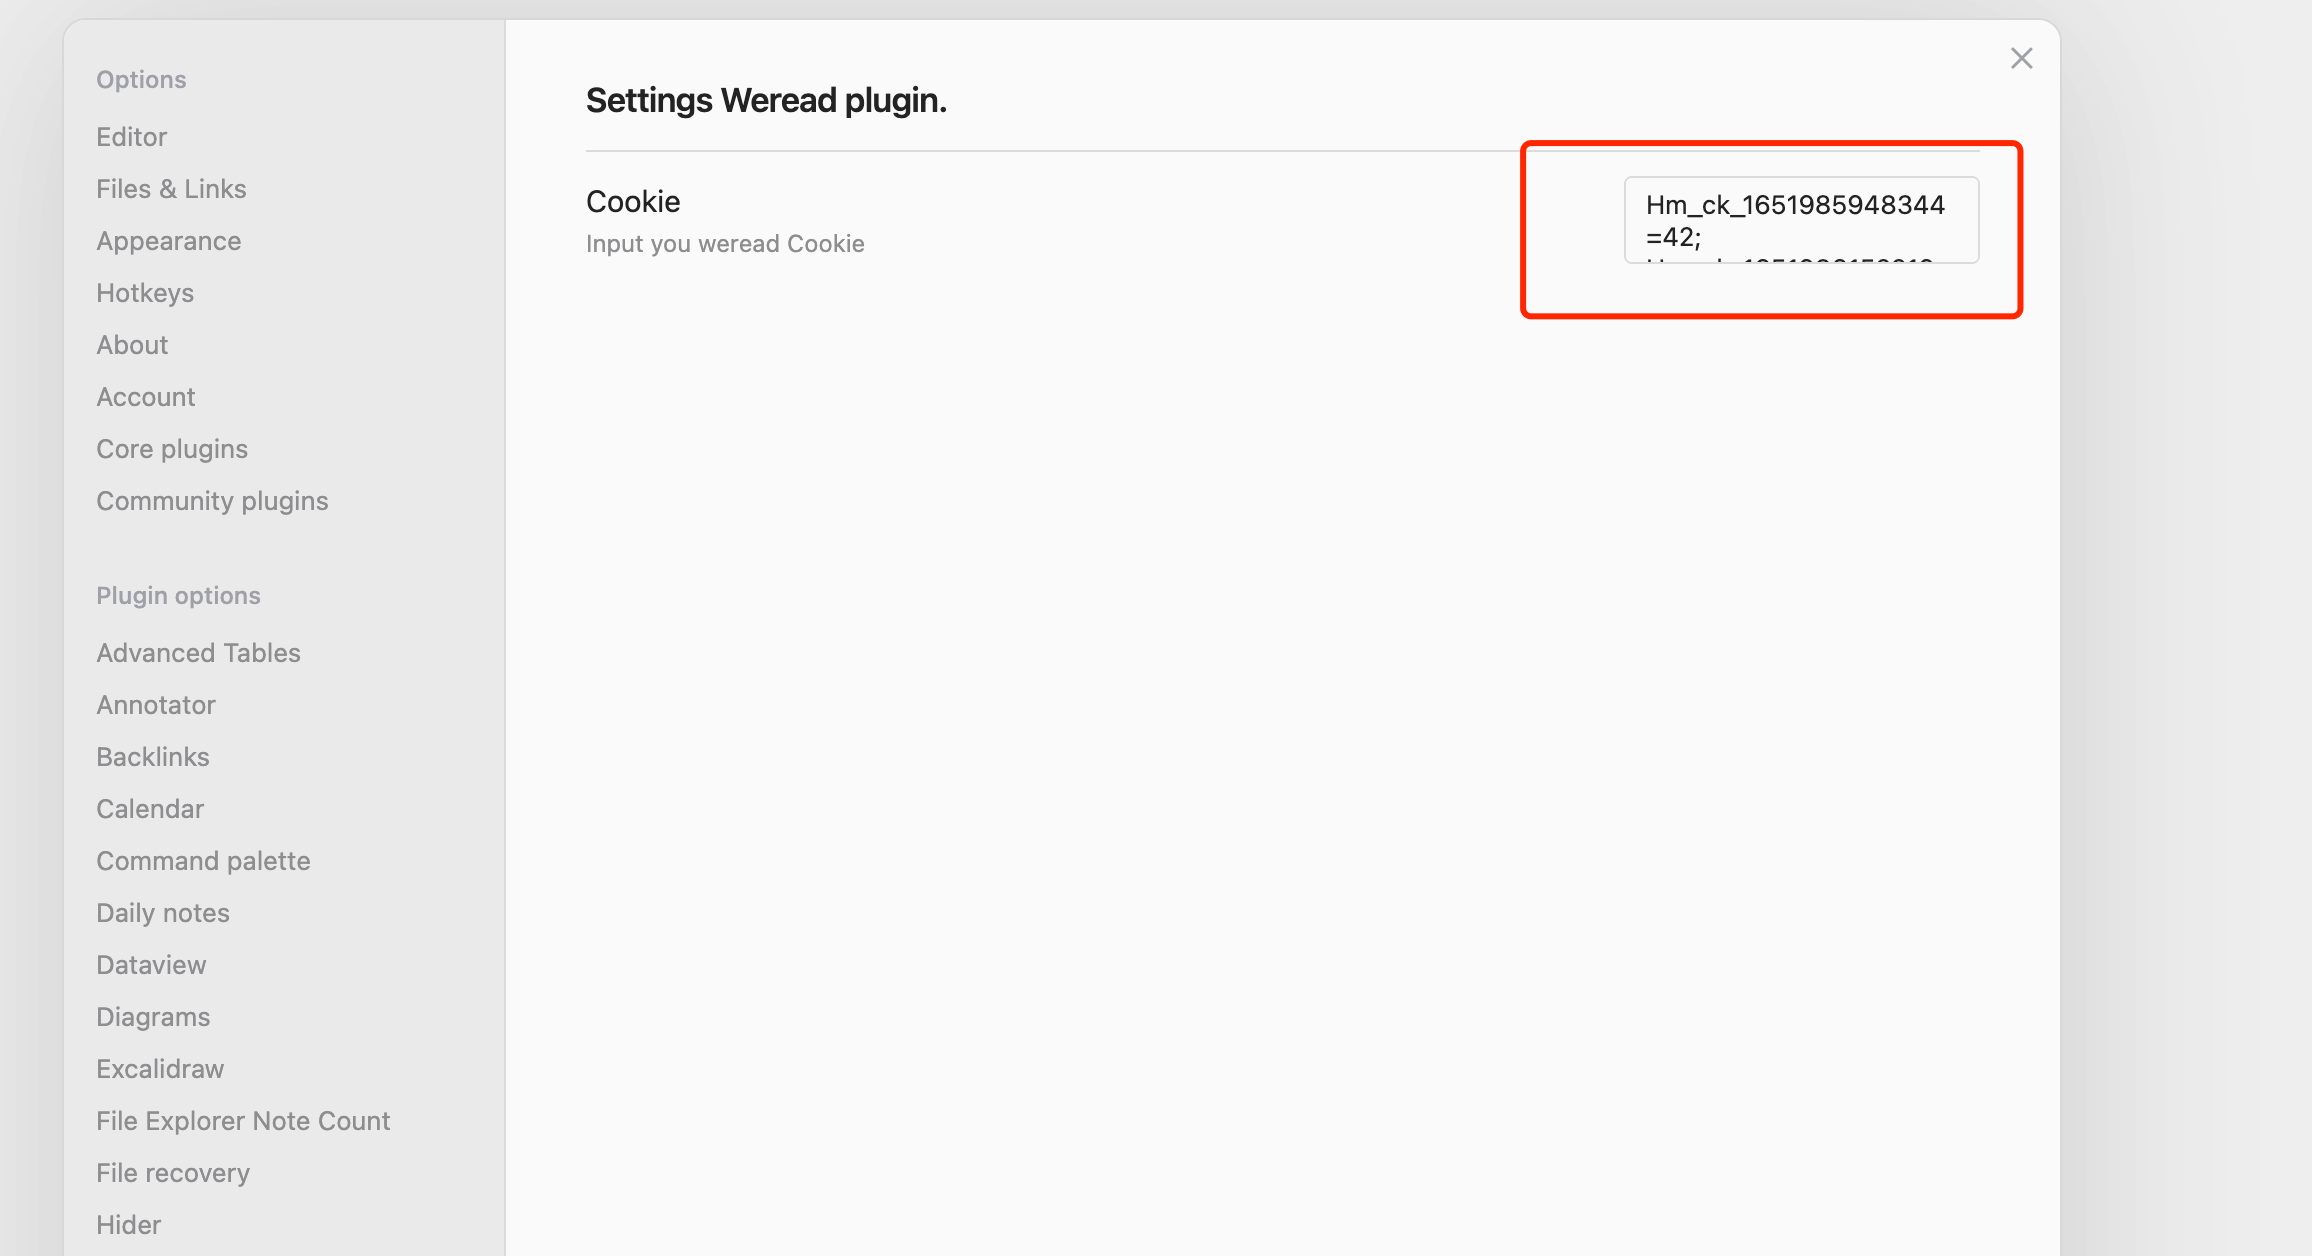 Options
Editor
Files & Links
Appearance
Hotkeys
About
Account
Core plugins
Community plugins
Plugin options
Advanced Tables
Annotator
Backlinks
Calendar
Command palette
Daily notes
Dataview
Diagrams
Excalidraw
File Explorer Note Count
File recovery
Hider
Settings Weread plugin.
Cookie
Input you weread Cookie
Hm_ck_1651985948344
=42;